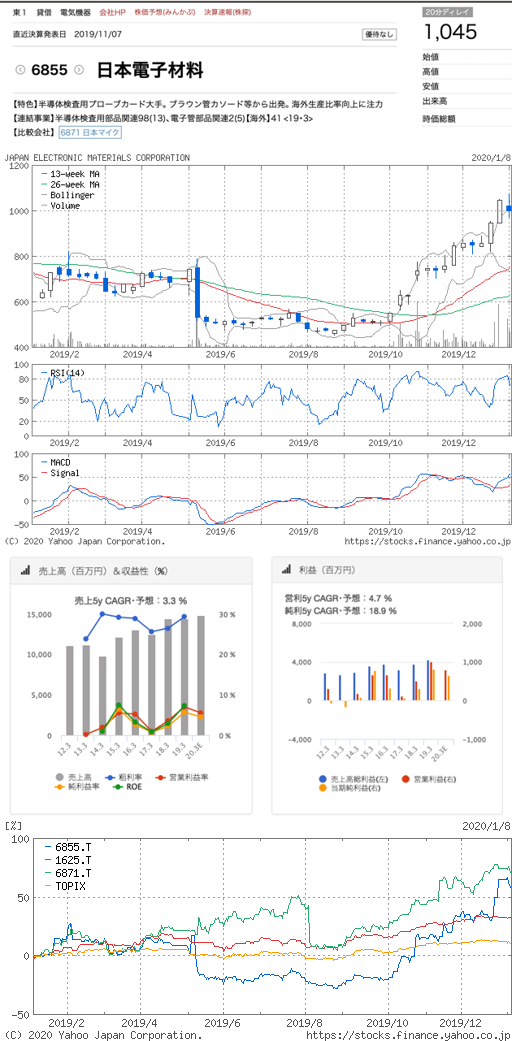 東1 貸借 電気機器 会社HP 株価予想(みんかぶ) 決算速報(株探)
20分ディレイ
直近決算発表日 2019/11/07
優待なし
1,045
6855 日本電子材料
始値
高値
安値
出来高
時価総額
【特色】半導体検査用プローブカード大手。ブラウン管カソード等から出発。海外生産比率向上に注力
【連結事業】半導体検査用部品関連98(13)、電子管部品関連2(5)【海外】41 <19・3>
【比較会社】 6871 日本マイク
JAPAN ELECTRONIC MATERIALS CORPORATION 2020/1/8
1200
13-week MA
26-week MA
Bollinger
Volume
1000
800
600
400
2019/2 2019/4 2019/6 2019/8 2019/10 2019/12
100
RSI(14)
80
50
20
0
2019/2 2019/4 2019/6 2019/8 2019/10 2019/12
100
MACD
Signal
50
0
-50
2019/2 2019/4 2019/6 2019/8 2019/10 2019/12
(C) 2020 Yahoo Japan Corporation. https://stocks.finance.yahoo.co.jp
売上高（百万円）＆収益性（%）
売上5y CAGR・予想：3.3 %
15,000 30 %
10,000 20 %
5,000 10 %
0 0 %
12.3 13.3 14.3 15.3 16.3 17.3 18.3 19.3 20.3E
売上高 粗利率 営業利益率
純利益率 ROE
利益（百万円）
営利5y CAGR・予想：4.7 %
純利5y CAGR・予想：18.9 %
8,000 2,000
4,000 1,000
0 0
-4,000 -1,000
12.3 13.3 14.3 15.3 16.3 17.3 18.3 19.3 20.3E
売上高総利益(左) 営業利益(右)
当期純利益(右)
[%] 2020/1/8
100
6855.T
1625.T
6871.T
TOPIX
50
0
-50
2019/2 2019/4 2019/6 2019/8 2019/10 2019/12
(C) 2020 Yahoo Japan Corporation. https://stocks.finance.yahoo.co.jp